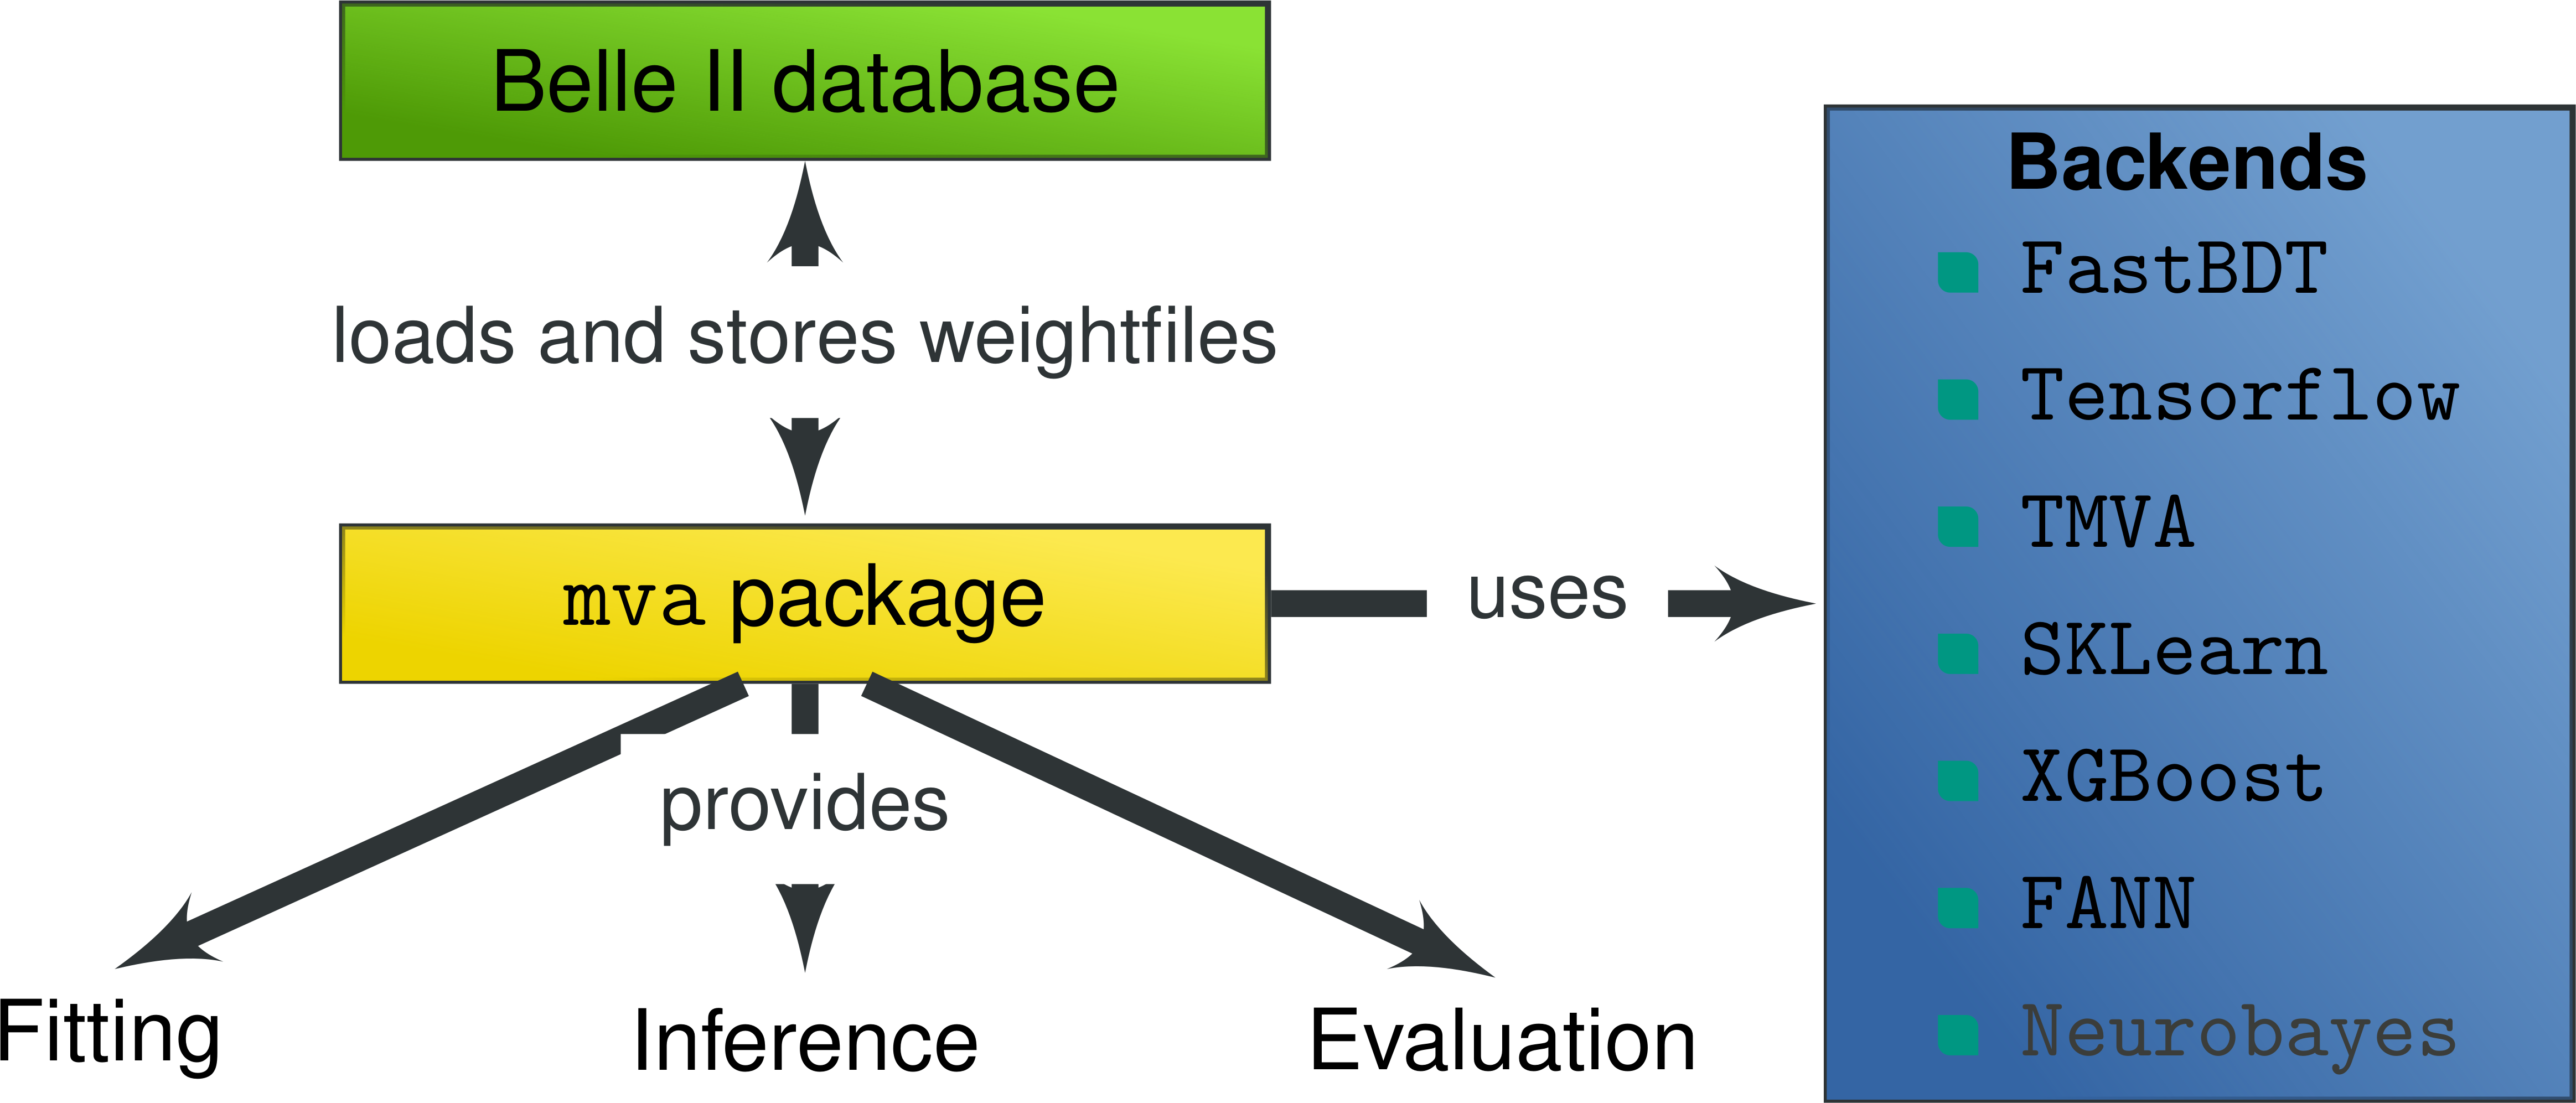 Belle II database
loads and stores weightfiles
mva package
uses
provides
Fitting
Inference
Evaluation
Backends
FastBDT
Tensorflow
TMVA
SKLearn
XGBoost
FANN
Neurobayes